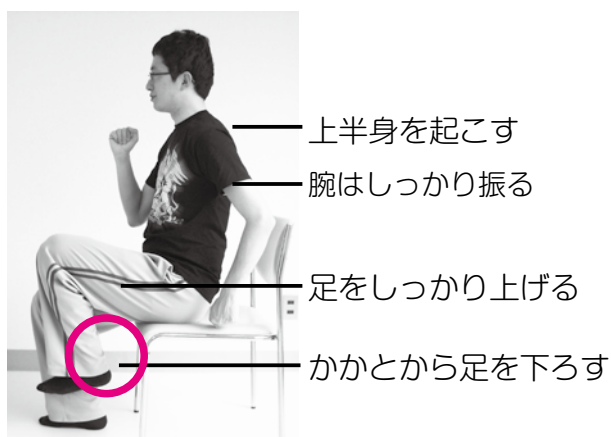 上半身を起こす
腕はしっかり振る
足をしっかり上げる
かかとから足を下ろす